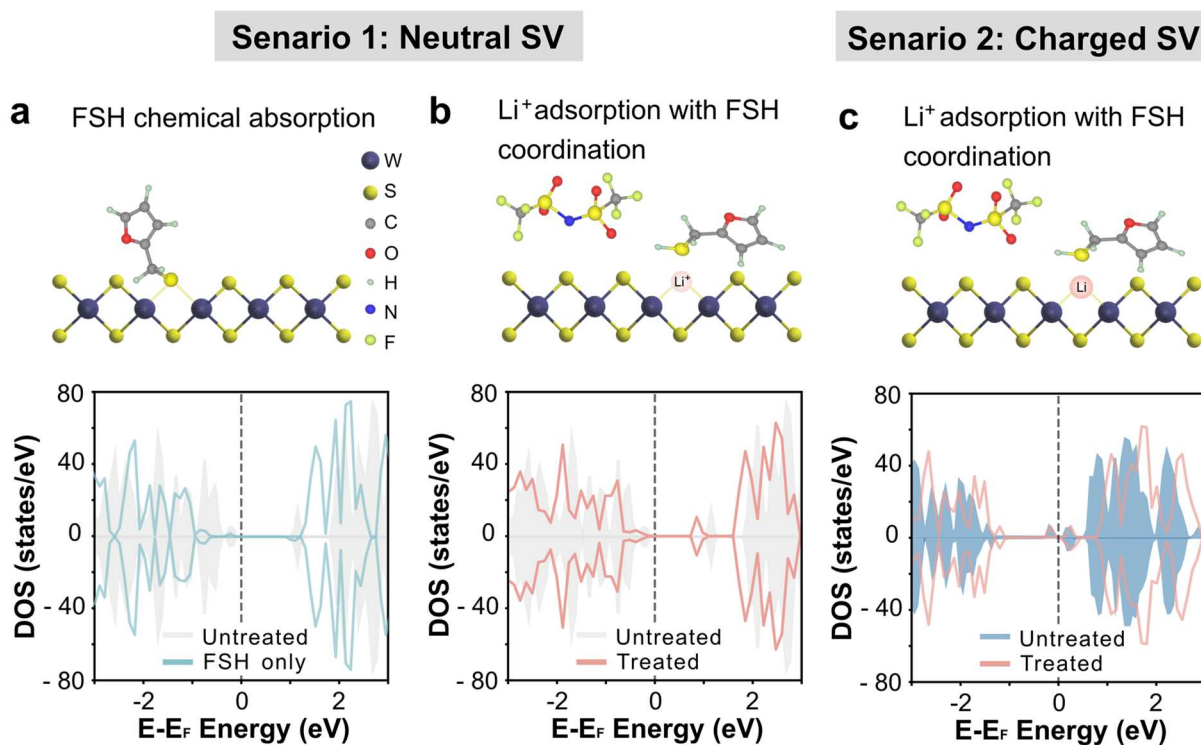 Senario 1: Neutral SV
Senario 2: Charged SV
a
FSH chemical absorption
W
S
C
O
H
N
F
80
40
0
- 40
- 80
DOS (states/eV)
Untreated
FSH only
-2
0
2
E-EF Energy (eV)
b
Li+ adsorption with FSH
coordination
Li+
80
40
0
- 40
- 80
DOS (states/eV)
Untreated
Treated
-2
0
2
E-EF Energy (eV)
c
Li+ adsorption with FSH
coordination
Li
80
40
0
- 40
- 80
DOS (states/eV)
Untreated
Treated
-2
0
2
E-EF Energy (eV)